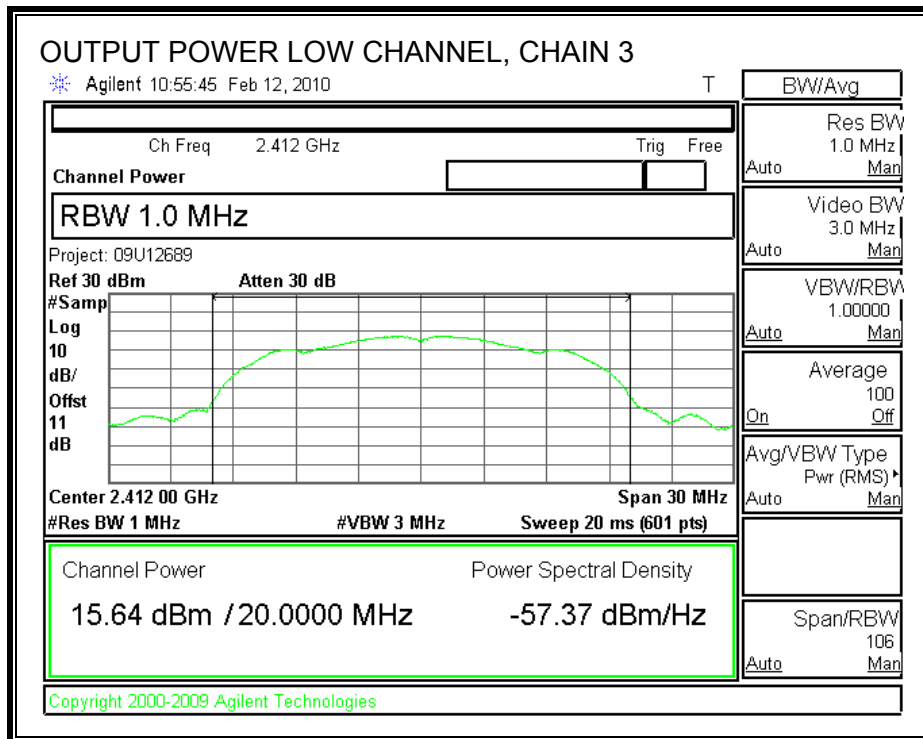 OUTPUT POWER LOW CHANNEL, CHAIN 3
Agilent 10:55:45 Feb 12, 2010 T
Ch Freq 2.412 GHz Trig Free
Channel Power
RBW 1.0 MHz
Project: 09U12689
Ref 30 dBm Atten 30 dB
#Samp
Log
10
dB/
Offst
11
dB
Center 2.412 00 GHz Span 30 MHz
#Res BW 1 MHz #VBW 3 MHz Sweep 20 ms (601 pts)
Channel Power Power Spectral Density
15.64 dBm / 20.0000 MHz -57.37 dBm/Hz
Copyright 2000-2009 Agilent Technologies
BW/Avg
Res BW
1.0 MHz
Auto Man
Video BW
3.0 MHz
Auto Man
VBW/RBW
1.00000
Auto Man
Average
100
On Off
Avg/VBW Type
Pwr (RMS)
Auto Man
Span/RBW
106
Auto Man